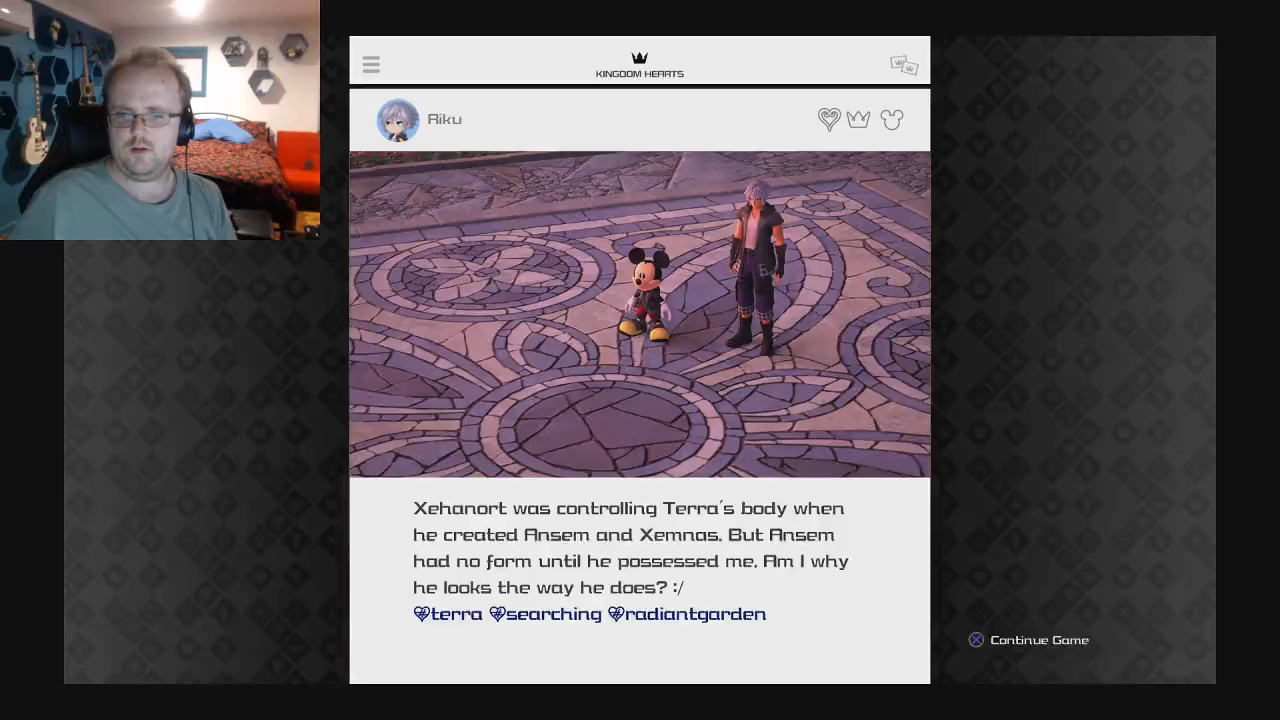 KINGDOM HEARTS
Riku
Xehanort was controlling Terra's body when
he created Ansem and Xemnas. But Ansem
had no form until he possessed me. Am I why
he looks the way he does? :/
terra searching radiantgarden
Continue Game